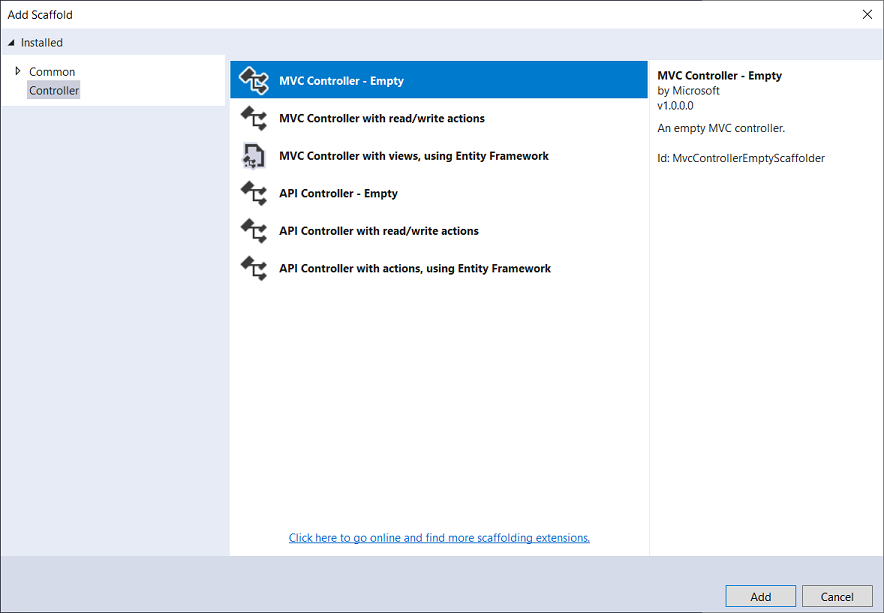 Add Scaffold
Installed
Common
Controller
MVC Controller - Empty
MVC Controller with read/write actions
MVC Controller with views, using Entity Framework
API Controller - Empty
API Controller with read/write actions
API Controller with actions, using Entity Framework
Click here to go online and find more scaffolding extensions.
MVC Controller - Empty
by Microsoft
v1.0.0.0
An empty MVC controller.
Id: MvcControllerEmptyScaffolder
Add
Cancel